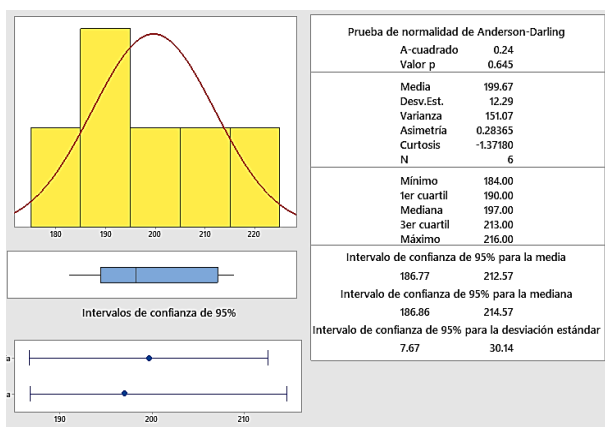 180 190 200 210 220
Intervalos de confianza de 95%
a
a
190 200 210
Prueba de normalidad de Anderson-Darling
A-cuadrado 0.24
Valor p 0.645
Media 199.67
Desv.Est. 12.29
Varianza 151.07
Asimetría 0.28365
Curtosis -1.37180
N 6
Mínimo 184.00
1er cuartil 190.00
Mediana 197.00
3er cuartil 213.00
Máximo 216.00
Intervalo de confianza de 95% para la media
186.77 212.57
Intervalo de confianza de 95% para la mediana
186.86 214.57
Intervalo de confianza de 95% para la desviación estándar
7.67 30.14